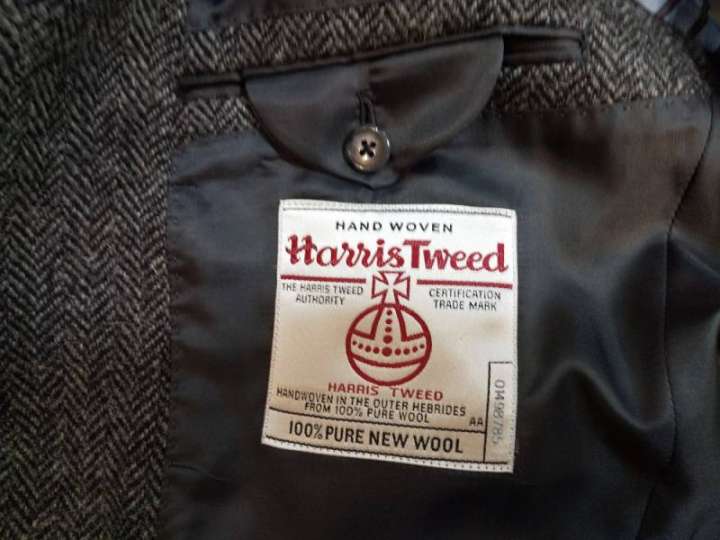 HAND WOVEN
Harris Tweed
THE HARRIS TWEED AUTHORITY
CERTIFICATION TRADE MARK
HARRIS TWEED
HANDWOVEN IN THE OUTER HEBRIDES
FROM 100% PURE WOOL
AA
100% PURE NEW WOOL